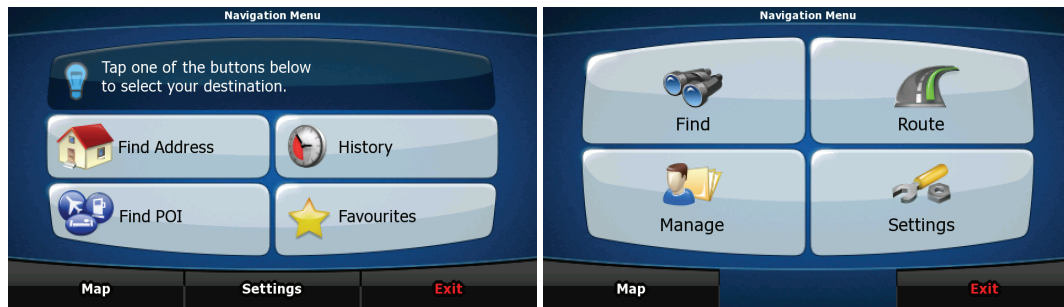 Navigation Menu
Tap one of the buttons below
to select your destination.
Find Address
History
Find POI
Favourites
Map
Settings
Exit
Navigation Menu
Find
Route
Manage
Settings
Map
Exit